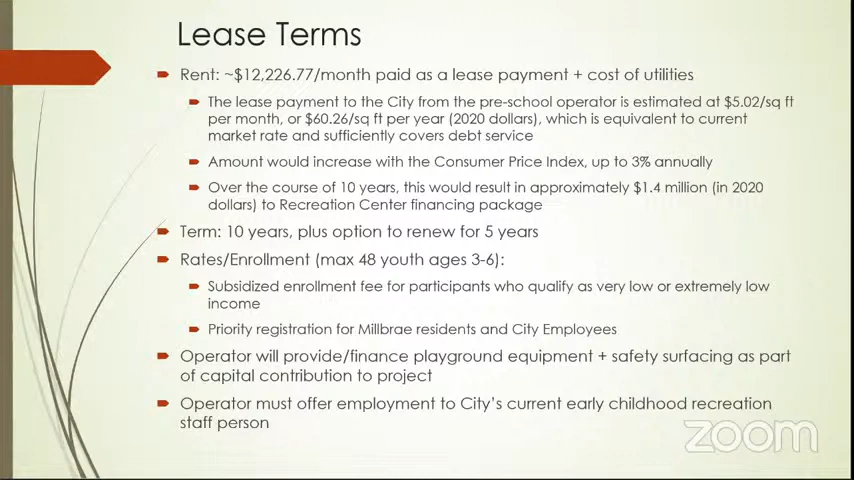 Lease Terms
Rent: ~$12,226.77/month paid as a lease payment + cost of utilities
The lease payment to the City from the pre-school operator is estimated at $5.02/sq ft
per month, or $60.26/sq ft per year (2020 dollars), which is equivalent to current
market rate and sufficiently covers debt service
Amount would increase with the Consumer Price Index, up to 3% annually
Over the course of 10 years, this would result in approximately $1.4 million (in 2020
dollars) to Recreation Center financing package
Term: 10 years, plus option to renew for 5 years
Rates/Enrollment (max 48 youth ages 3-6):
Subsidized enrollment fee for participants who qualify as very low or extremely low
income
Priority registration for Millbrae residents and City Employees
Operator will provide/finance playground equipment + safety surfacing as part
of capital contribution to project
Operator must offer employment to City's current early childhood recreation
staff person
zoom